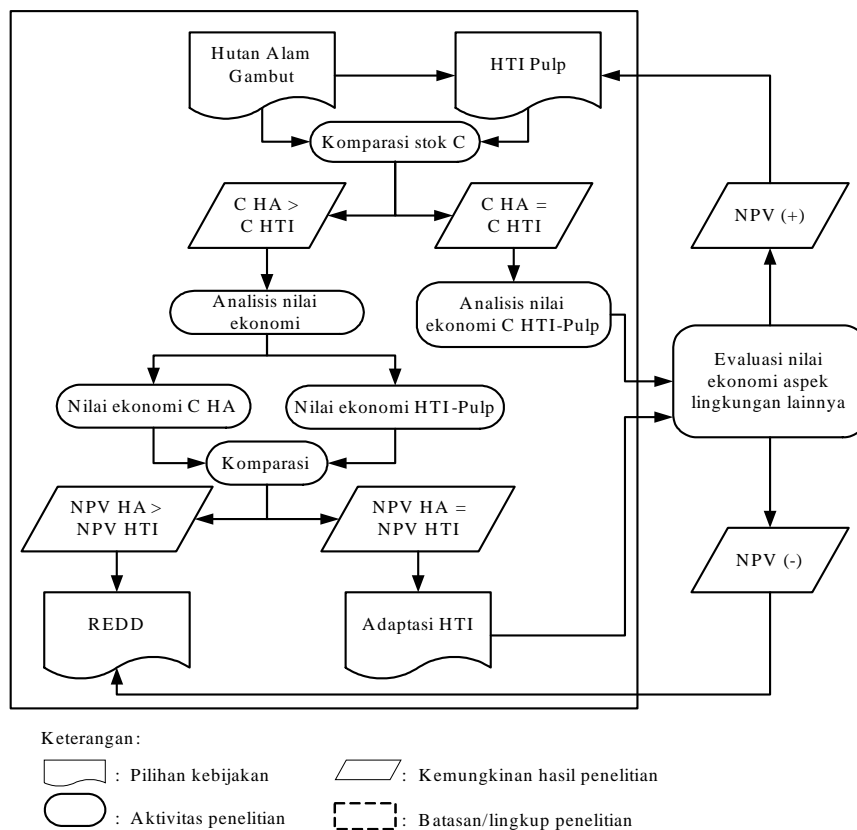 Hutan Alam
Gambut
HTI Pulp
Komparasi stok C
C HA >
C HTI
C HA =
C HTI
NPV (+)
Analisis nilai
ekonomi
Analisis nilai
ekonomi C HTI-Pulp
Evaluasi nilai
ekonomi aspek
lingkungan lainnya
Nilai ekonomi C HA
Nilai ekonomi HTI-Pulp
Komparasi
NPV HA >
NPV HTI
NPV HA =
NPV HTI
NPV (-)
REDD
Adaptasi HTI
Keterangan:
: Pilihan kebijakan
: Kemungkinan hasil penelitian
: Aktivitas penelitian
: Batasan/lingkup penelitian